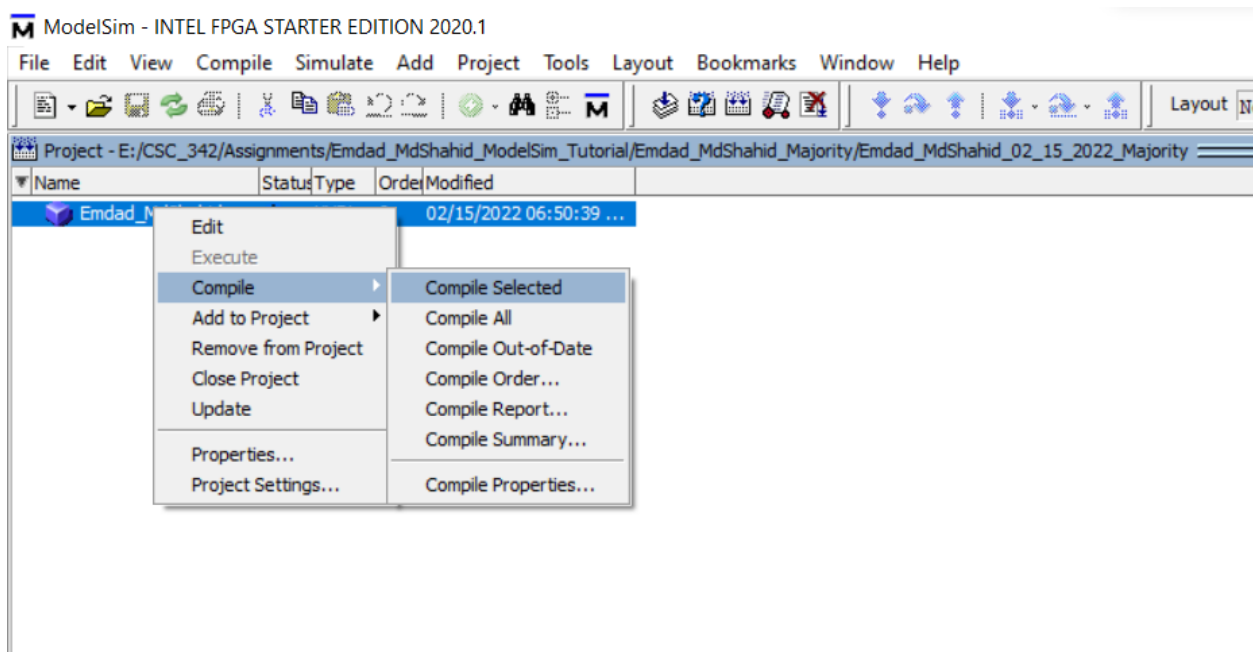 ModelSim - INTEL FPGA STARTER EDITION 2020.1
File Edit View Compile Simulate Add Project Tools Layout Bookmarks Window Help
Layout
Project - E:/CSC_342/Assignments/Emdad_MdShahid_ModelSim_Tutorial/Emdad_MdShahid_Majority/Emdad_MdShahid_02_15_2022_Majority
Name Status Type Order Modified
02/15/2022 06:50:39 ...
Edit
Execute
Compile
Add to Project
Remove from Project
Close Project
Update
Properties...
Project Settings...
Compile Selected
Compile All
Compile Out-of-Date
Compile Order...
Compile Report...
Compile Summary...
Compile Properties...